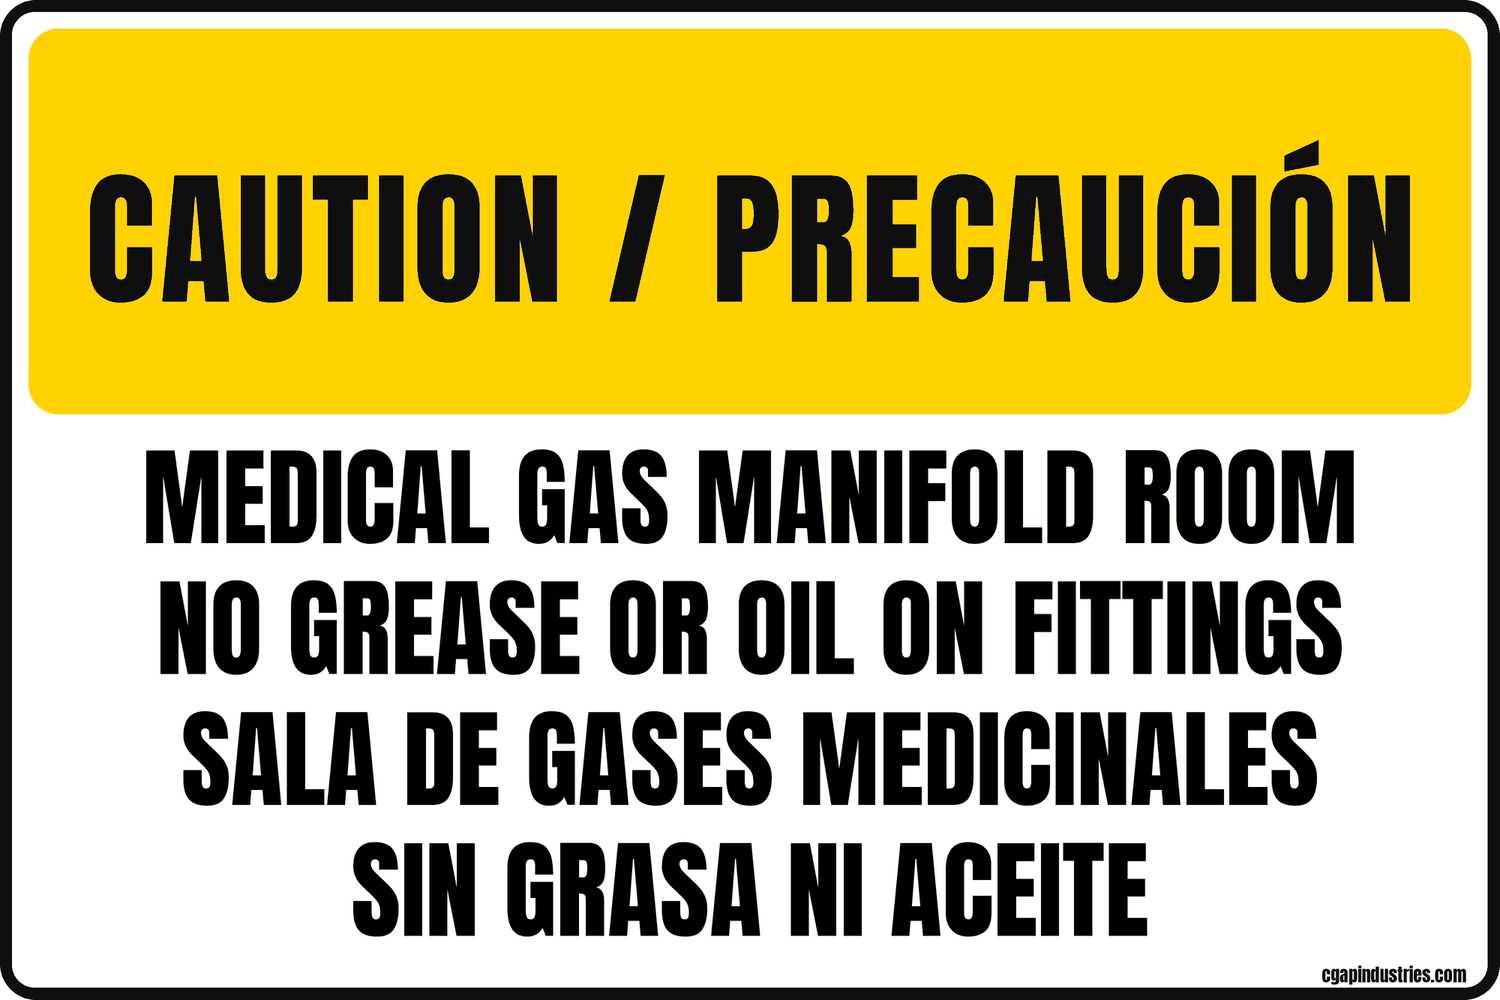 CAUTION / PRECAUCIÓN
MEDICAL GAS MANIFOLD ROOM
NO GREASE OR OIL ON FITTINGS
SALA DE GASES MEDICINALES
SIN GRASA NI ACEITE
cgapindustries.com